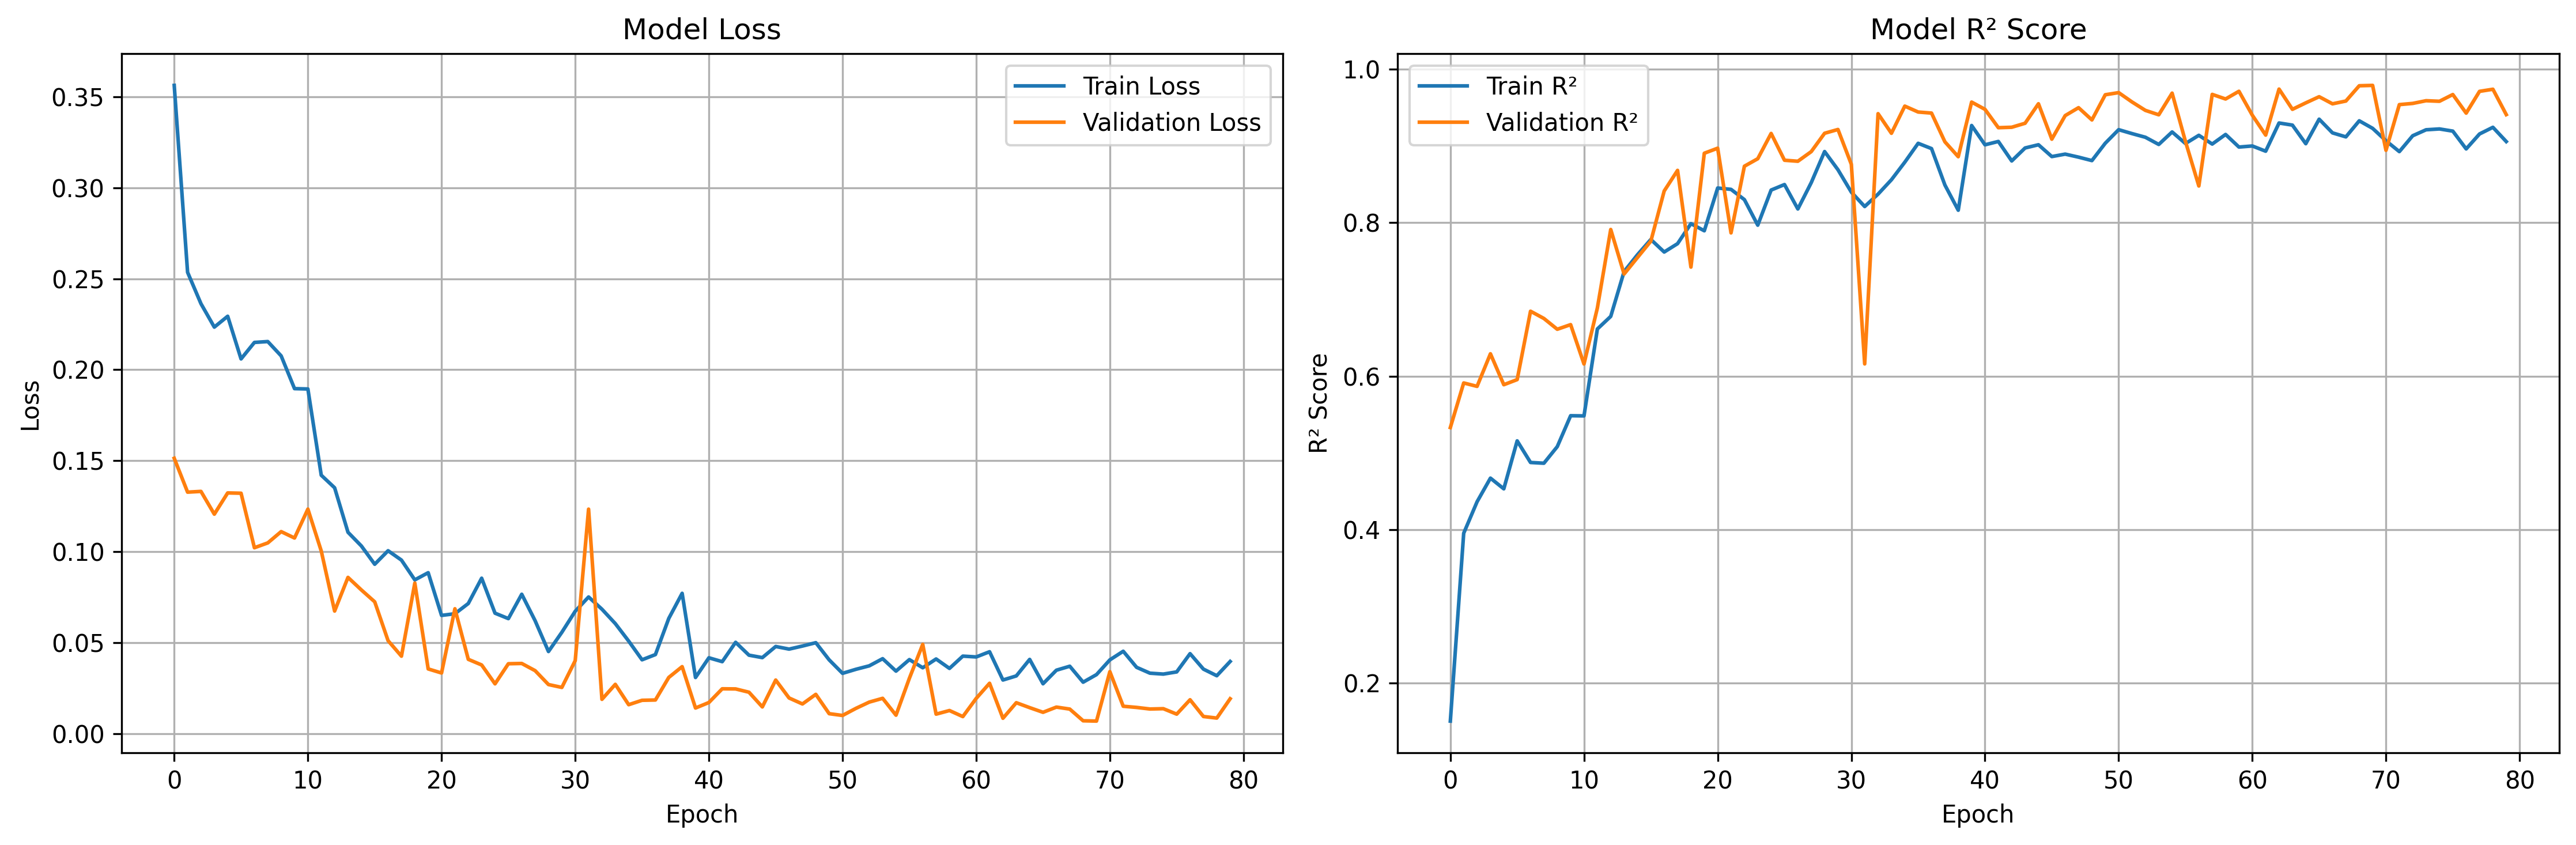 Model Loss
Train Loss
Validation Loss
0.35
0.30
0.25
0.20
0.15
0.10
0.05
0.00
Loss
0 10 20 30 40 50 60 70 80
Epoch
Model R² Score
Train R²
Validation R²
1.0
0.8
0.6
0.4
0.2
R² Score
0 10 20 30 40 50 60 70 80
Epoch